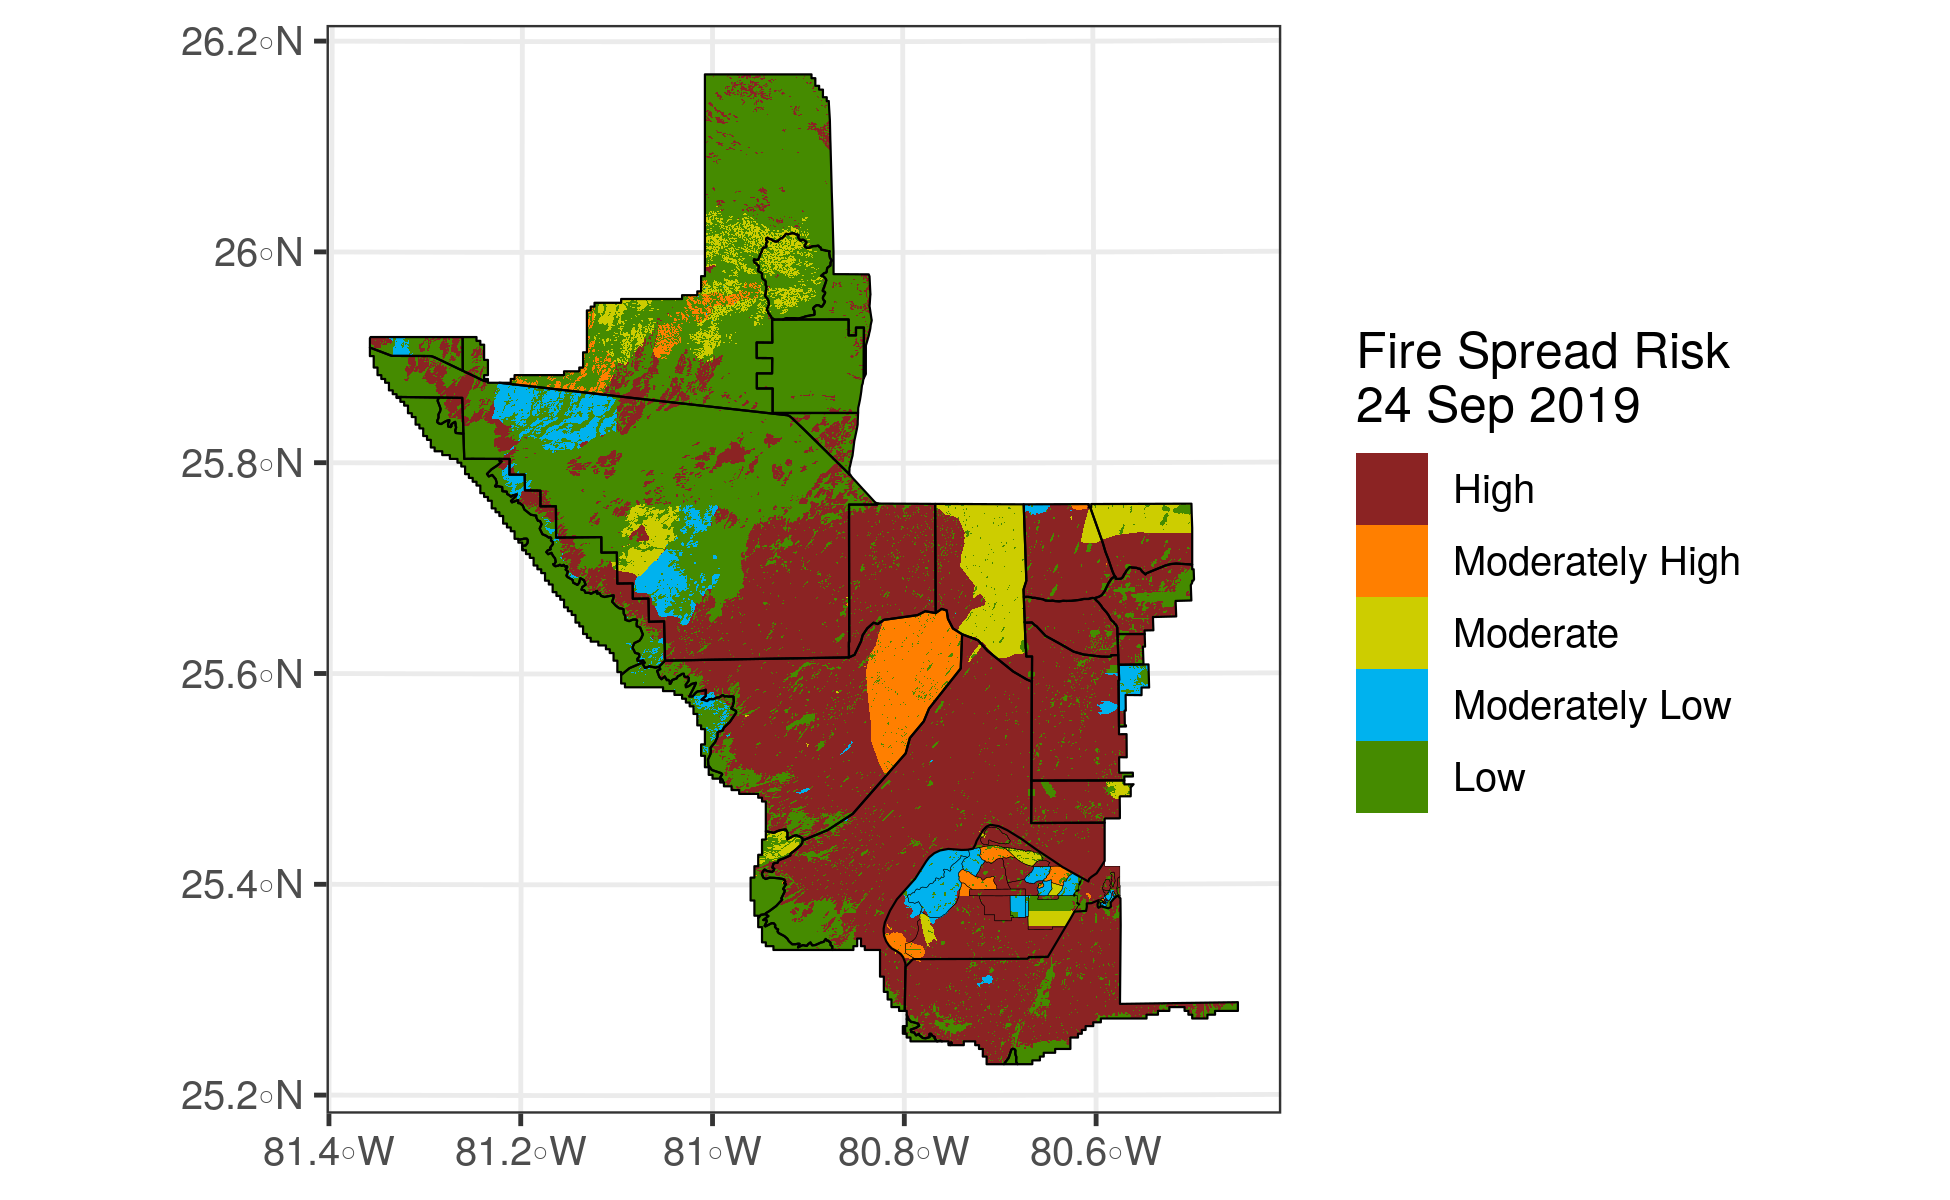 26.2◦N
26◦N
25.8◦N
25.6◦N
25.4◦N
25.2◦N
81.4◦W
81.2◦W
81◦W
80.8◦W
80.6◦W
Fire Spread Risk
24 Sep 2019
High
Moderately High
Moderate
Moderately Low
Low